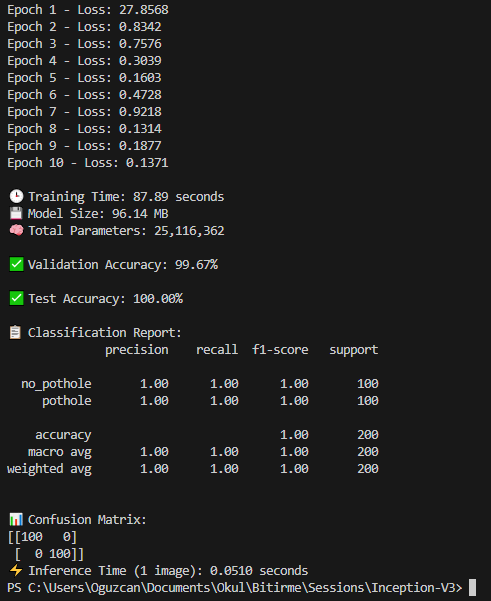 Epoch 1 - Loss: 27.8568
Epoch 2 - Loss: 0.8342
Epoch 3 - Loss: 0.7576
Epoch 4 - Loss: 0.3039
Epoch 5 - Loss: 0.1603
Epoch 6 - Loss: 0.4728
Epoch 7 - Loss: 0.9218
Epoch 8 - Loss: 0.1314
Epoch 9 - Loss: 0.1877
Epoch 10 - Loss: 0.1371
🕒 Training Time: 87.89 seconds
💾 Model Size: 96.14 MB
🧠 Total Parameters: 25,116,362
✅ Validation Accuracy: 99.67%
✅ Test Accuracy: 100.00%
📋 Classification Report:
precision recall f1-score support
no_pothole 1.00 1.00 1.00 100
pothole 1.00 1.00 1.00 100
accuracy 1.00 200
macro avg 1.00 1.00 1.00 200
weighted avg 1.00 1.00 1.00 200
📊 Confusion Matrix:
[[100 0]
[ 0 100]]
⚡ Inference Time (1 image): 0.0510 seconds
PS C:\Users\Oguzcan\Documents\Okul\Bitirme\Sessions\Inception-V3>